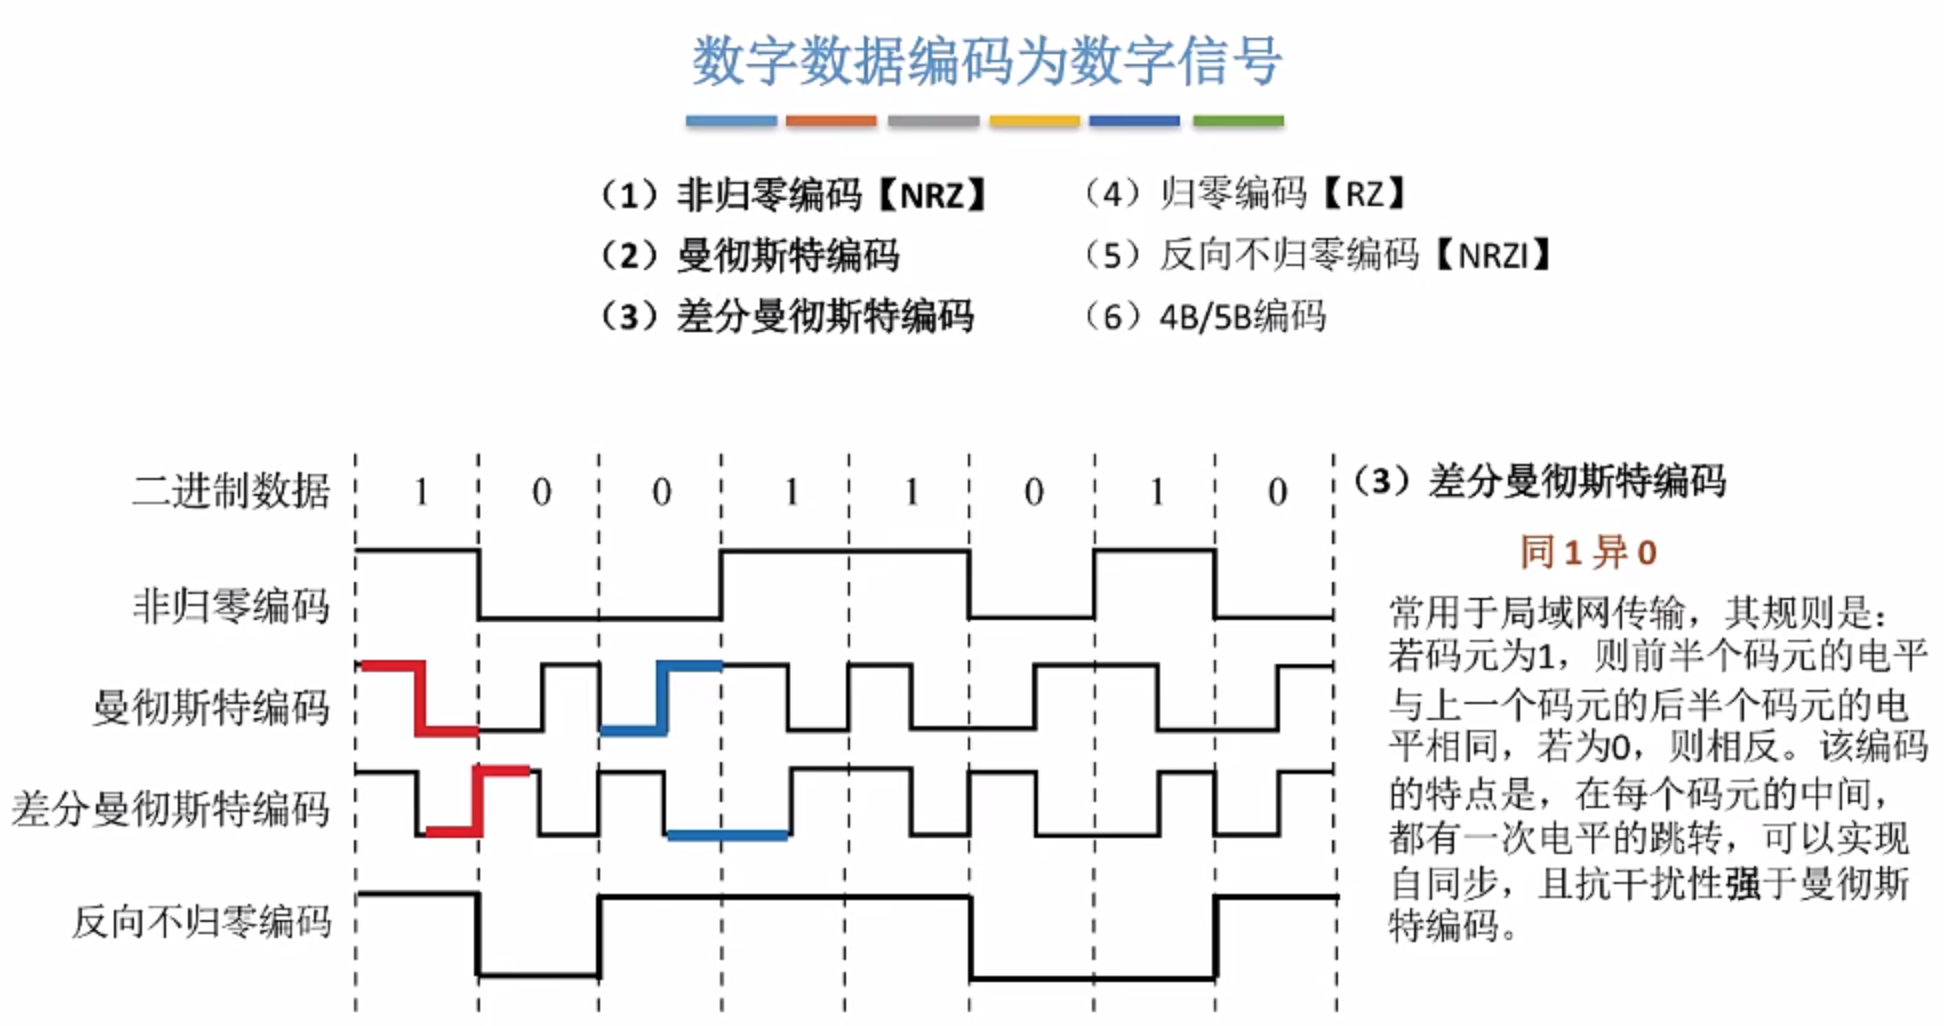 数字数据编码为数字信号
（1）非归零编码【NRZ】
（2）曼彻斯特编码
（3）差分曼彻斯特编码
（4）归零编码【RZ】
（5）反向不归零编码【NRZI】
（6）4B/5B编码
二进制数据 1 0 0 1 1 0 1 0
非归零编码
曼彻斯特编码
差分曼彻斯特编码
反向不归零编码
（3）差分曼彻斯特编码
同1异0
常用于局域网传输，其规则是：
若码元为1，则前半个码元的电平
与上一个码元的后半个码元的电
平相同，若为0，则相反。该编码
的特点是，在每个码元的中间，
都有一次电平的跳转，可以实现
自同步，且抗干扰性强于曼彻斯
特编码。